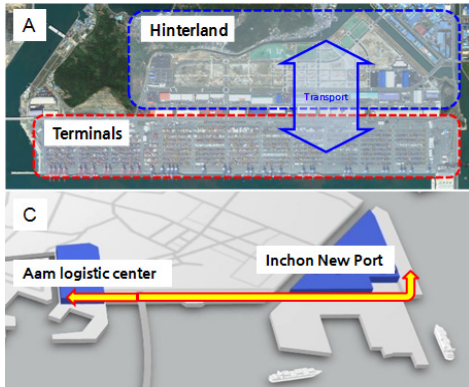 A
Hinterland
Transport
Terminals
C
Aam logistic center
Inchon New Port